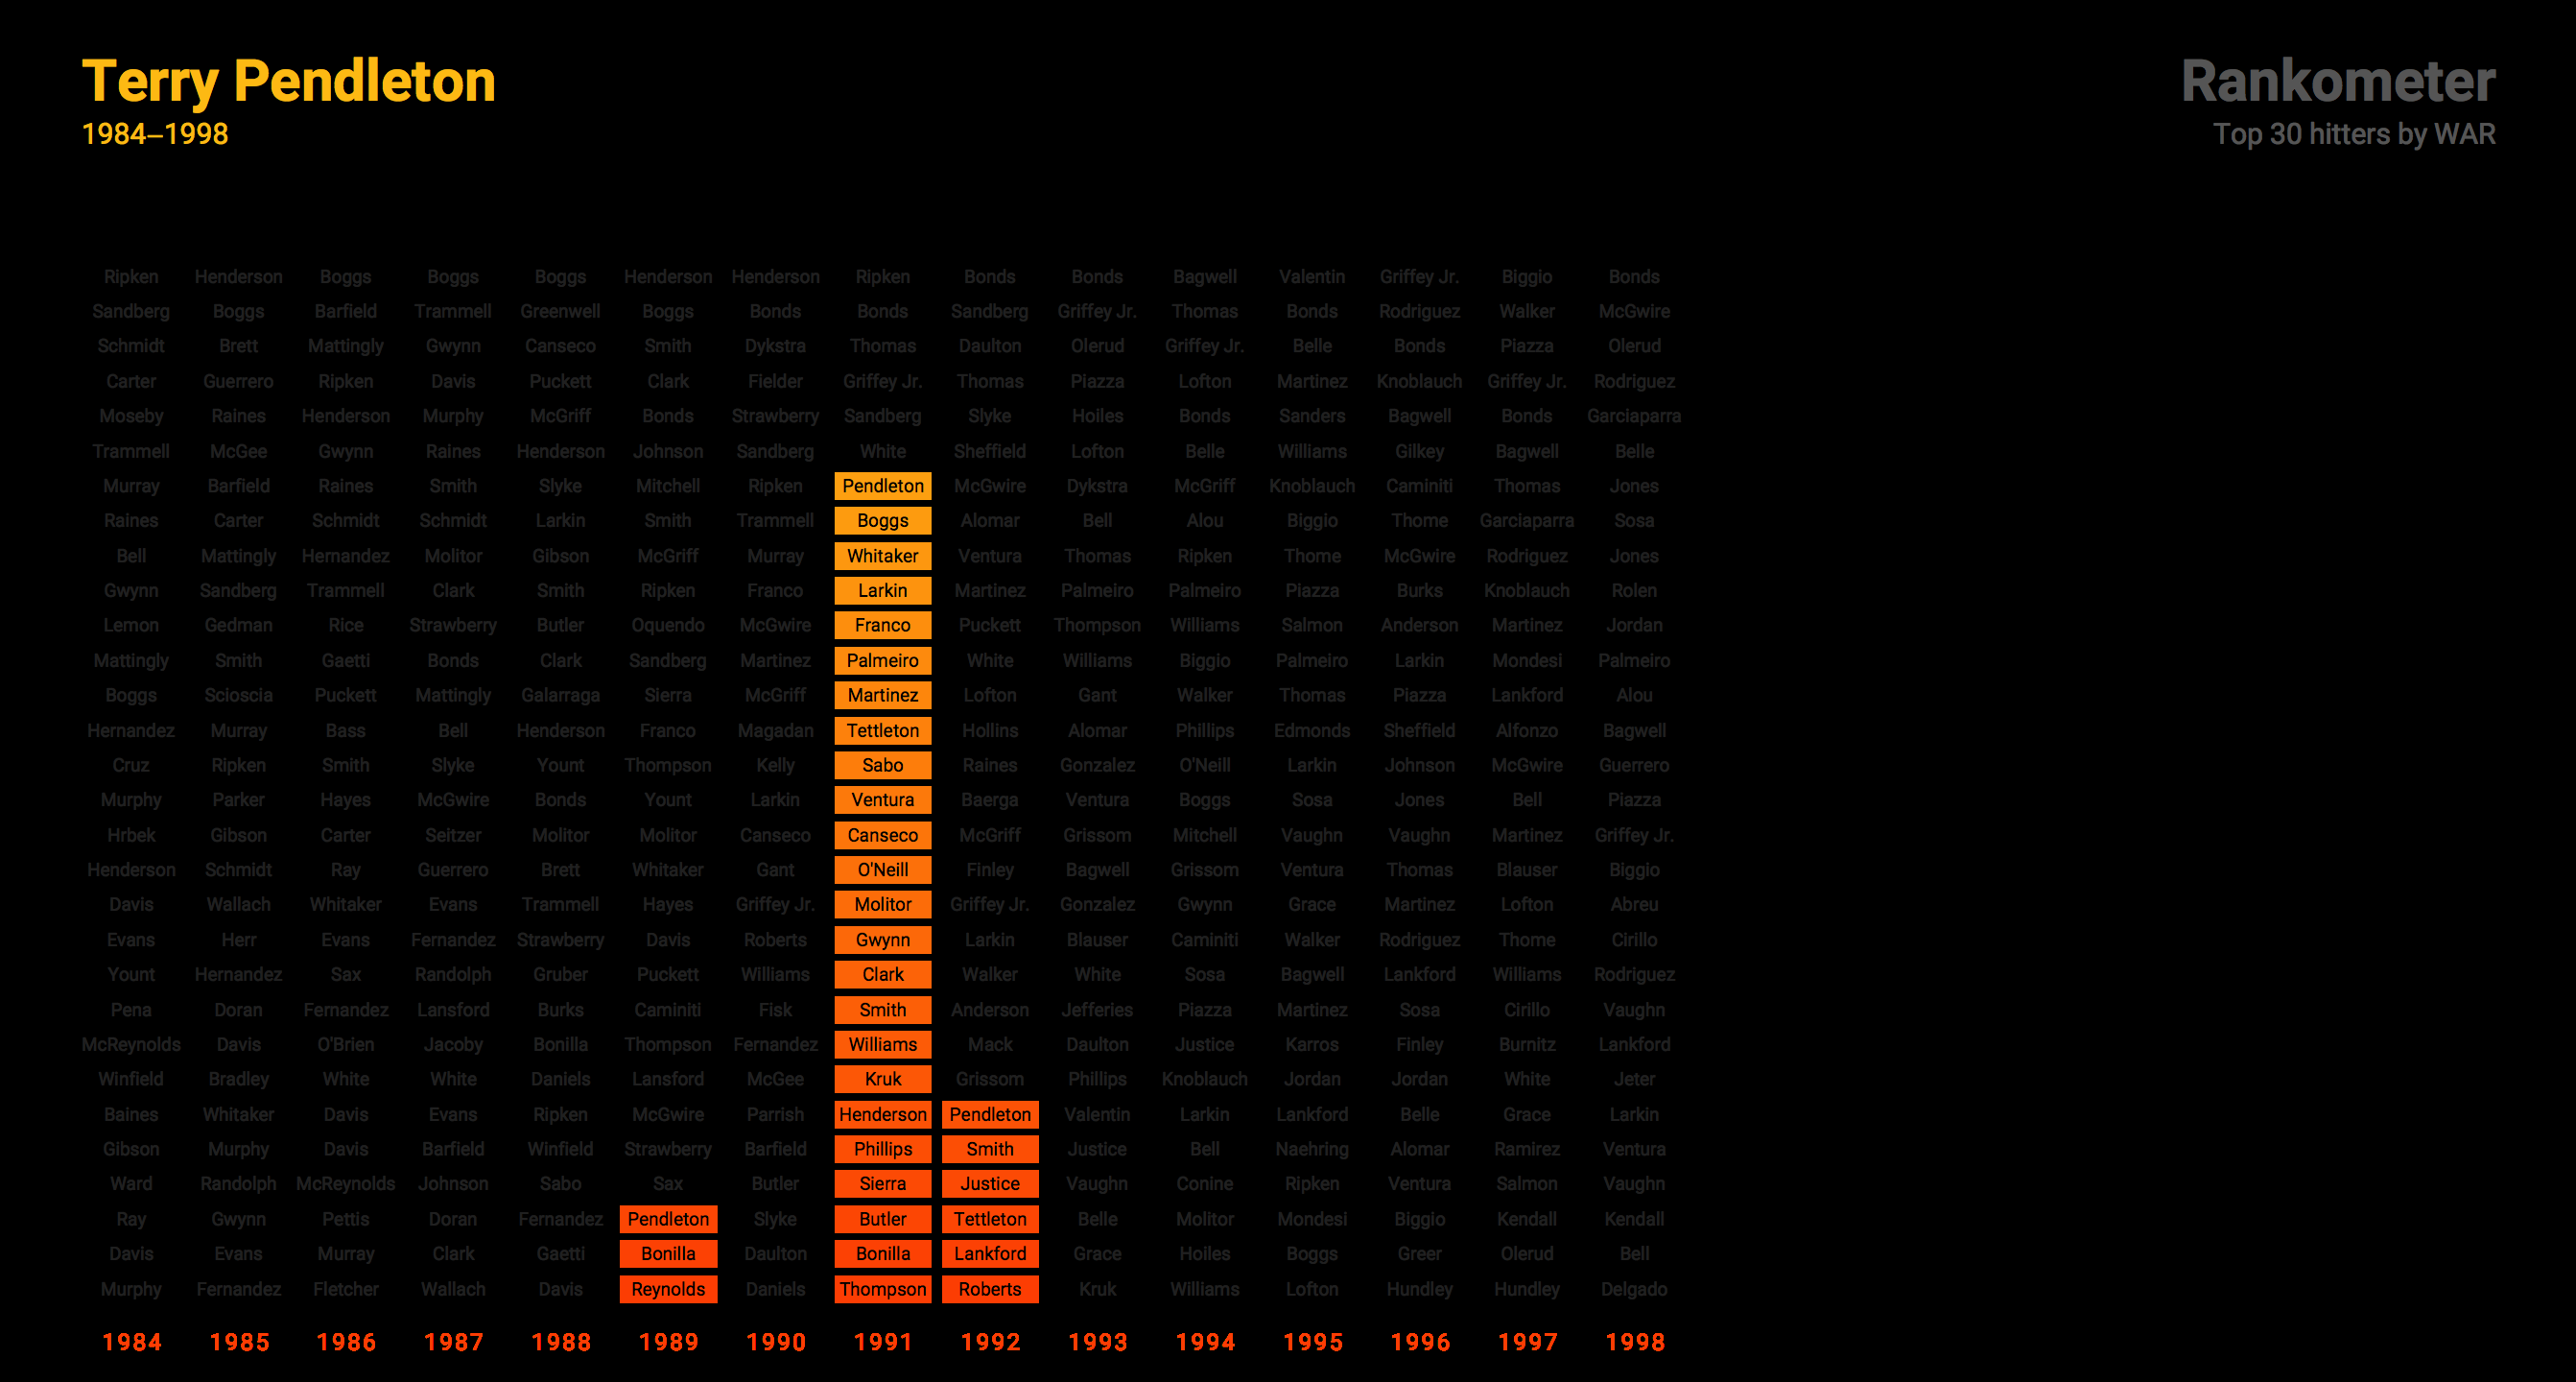 Terry Pendleton
1984–1998
Rankometer
Top 30 hitters by WAR
Ripken Henderson Boggs Boggs Boggs Henderson Henderson Ripken Bonds Bonds Bagwell Valentin Griffey Jr. Biggio Bonds
Sandberg Boggs Barfield Trammell Greenwell Boggs Bonds Bonds Sandberg Griffey Jr. Thomas Bonds Rodriguez Walker McGwire
Schmidt Brett Mattingly Gwynn Canseco Smith Dykstra Thomas Daulton Olerud Griffey Jr. Belle Bonds Piazza Olerud
Carter Guerrero Ripken Davis Puckett Clark Fielder Griffey Jr. Thomas Piazza Lofton Martinez Knoblauch Griffey Jr. Rodriguez
Moseby Raines Henderson Murphy McGriff Bonds Strawberry Sandberg Slyke Hoiles Bonds Sanders Bagwell Bonds Garciaparra
Trammell McGee Gwynn Raines Henderson Johnson Sandberg White Sheffield Lofton Belle Williams Gilkey Bagwell Belle
Murray Barfield Raines Smith Slyke Mitchell Ripken Pendleton McGwire Dykstra McGriff Knoblauch Caminiti Thomas Jones
Raines Carter Schmidt Schmidt Larkin Smith Trammell Boggs Alomar Bell Alou Biggio Thome Garciaparra Sosa
Bell Mattingly Hernandez Molitor Gibson McGriff Murray Whitaker Ventura Thomas Ripken Thome McGwire Rodriguez Jones
Gwynn Sandberg Trammell Clark Smith Ripken Franco Larkin Martinez Palmeiro Palmeiro Piazza Burks Knoblauch Rolen
Lemon Gedman Rice Strawberry Butler Oquendo McGwire Franco Puckett Thompson Williams Salmon Anderson Martinez Jordan
Mattingly Smith Gaetti Bonds Clark Sandberg Martinez Palmeiro White Williams Biggio Palmeiro Larkin Mondesi Palmeiro
Boggs Scioscia Puckett Mattingly Galarraga Sierra McGriff Martinez Lofton Gant Walker Thomas Piazza Lankford Alou
Hernandez Murray Bass Bell Henderson Franco Magadan Tettleton Hollins Alomar Phillips Edmonds Sheffield Alfonzo Bagwell
Cruz Ripken Smith Slyke Yount Thompson Kelly Sabo Raines Gonzalez O'Neill Larkin Johnson McGwire Guerrero
Murphy Parker Hayes McGwire Bonds Yount Larkin Ventura Baerga Ventura Boggs Sosa Jones Bell Piazza
Hrbek Gibson Carter Seitzer Molitor Molitor Canseco Canseco McGriff Grissom Mitchell Vaughn Vaughn Martinez Griffey Jr.
Henderson Schmidt Ray Guerrero Brett Whitaker Gant O'Neill Finley Bagwell Grissom Ventura Thomas Blauser Biggio
Davis Wallach Whitaker Evans Trammell Hayes Griffey Jr. Molitor Griffey Jr. Gonzalez Gwynn Grace Martinez Lofton Abreu
Evans Herr Evans Fernandez Strawberry Davis Roberts Gwynn Larkin Blauser Caminiti Walker Rodriguez Thome Cirillo
Yount Hernandez Sax Randolph Gruber Puckett Williams Clark Walker White Sosa Bagwell Lankford Williams Rodriguez
Pena Doran Fernandez Lansford Burks Caminiti Fisk Smith Anderson Jefferies Piazza Martinez Sosa Cirillo Vaughn
McReynolds Davis O'Brien Jacoby Bonilla Thompson Fernandez Williams Mack Daulton Justice Karros Finley Burnitz Lankford
Winfield Bradley White White Daniels Lansford McGee Kruk Grissom Phillips Knoblauch Jordan Jordan White Jeter
Baines Whitaker Davis Evans Ripken McGwire Parrish Henderson Pendleton Valentin Larkin Lankford Belle Grace Larkin
Gibson Murphy Davis Barfield Winfield Strawberry Barfield Phillips Smith Justice Bell Naehring Alomar Ramirez Ventura
Ward Randolph McReynolds Johnson Sabo Sax Butler Sierra Justice Vaughn Conine Ripken Ventura Salmon Vaughn
Ray Gwynn Pettis Doran Fernandez Pendleton Slyke Butler Tettleton Belle Molitor Mondesi Biggio Kendall Kendall
Davis Evans Murray Clark Gaetti Bonilla Daulton Bonilla Lankford Grace Hoiles Boggs Greer Olerud Bell
Murphy Fernandez Fletcher Wallach Davis Reynolds Daniels Thompson Roberts Kruk Williams Lofton Hundley Hundley Delgado
1984 1985 1986 1987 1988 1989 1990 1991 1992 1993 1994 1995 1996 1997 1998